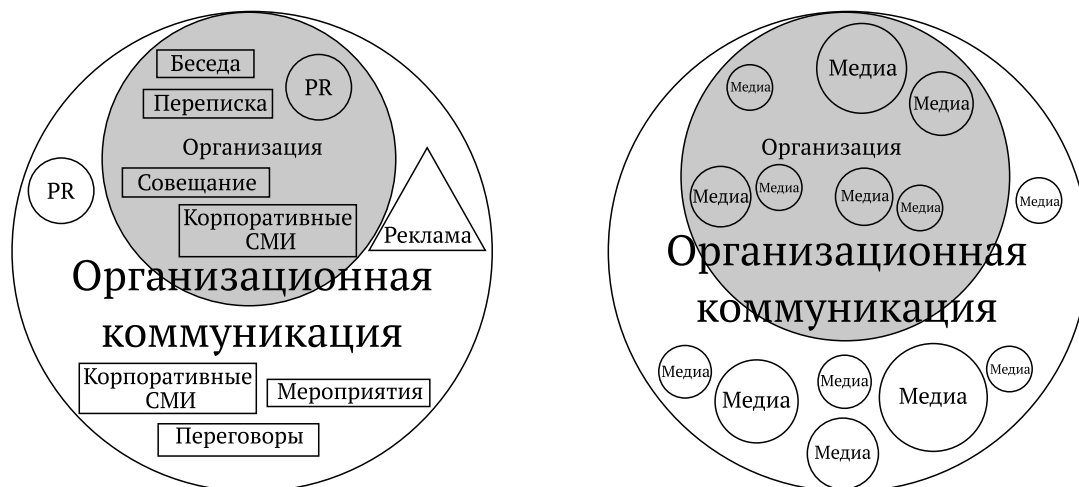 Беседа
PR
Переписка
Организация
PR
Совещание
Корпоративные
СМИ
Реклама
Организационная
коммуникация
Корпоративные
СМИ
Мероприятия
Переговоры
Медиа
Медиа
Медиа
Организация
Медиа
Медиа
Медиа
Медиа
Медиа
Организационная
коммуникация
Медиа
Медиа
Медиа
Медиа
Медиа
Медиа